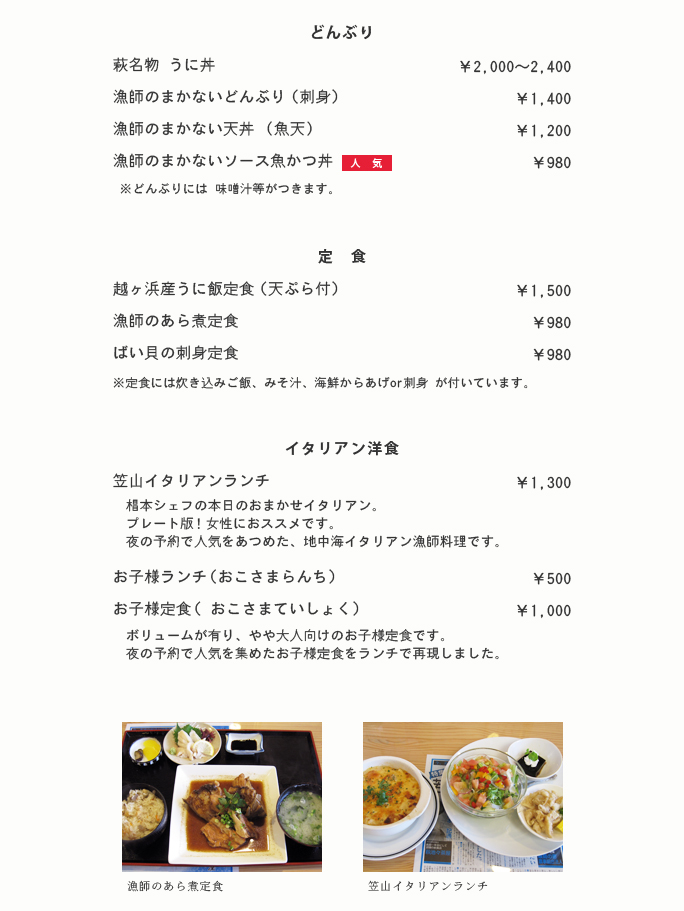 どんぶり
萩名物 うに丼 ￥2,000～2,400
漁師のまかないどんぶり(刺身) ￥1,400
漁師のまかない天丼 (魚天) ￥1,200
漁師のまかないソース魚かつ丼 人 気 ￥980
※どんぶりには 味噌汁等がつきます。
定 食
越ヶ浜産うに飯定食(天ぷら付) ￥1,500
漁師のあら煮定食 ￥980
ばい貝の刺身定食 ￥980
※定食には炊き込みご飯、みそ汁、海鮮からあげor刺身 が付いています。
イタリアン洋食
笠山イタリアンランチ ￥1,300
椙本シェフの本日のおまかせイタリアン。
プレート版！女性におススメです。
夜の予約で人気をあつめた、地中海イタリアン漁師料理です。
お子様ランチ(おこさまらんち) ￥500
お子様定食( おこさまていしょく) ￥1,000
ボリュームが有り、やや大人向けのお子様定食です。
夜の予約で人気を集めたお子様定食をランチで再現しました。
漁師のあら煮定食
笠山イタリアンランチ